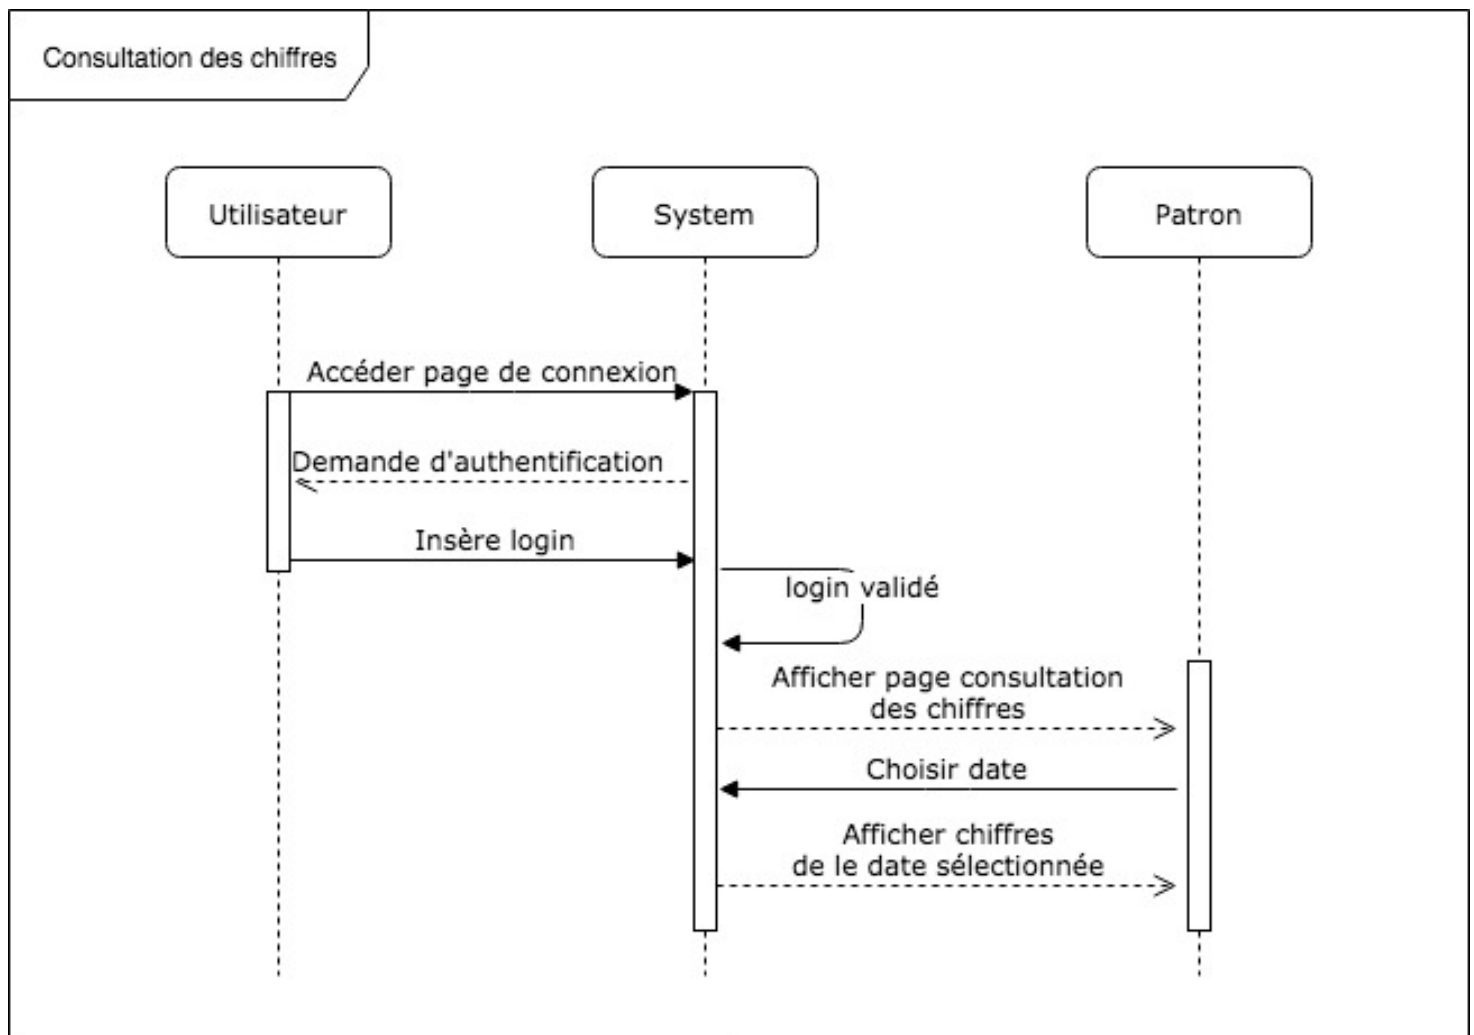 Consultation des chiffres
Utilisateur
System
Patron
Accéder page de connexion
Demande d'authentification
Insère login
login validé
Afficher page consultation
des chiffres
Choisir date
Afficher chiffres
de le date sélectionnée